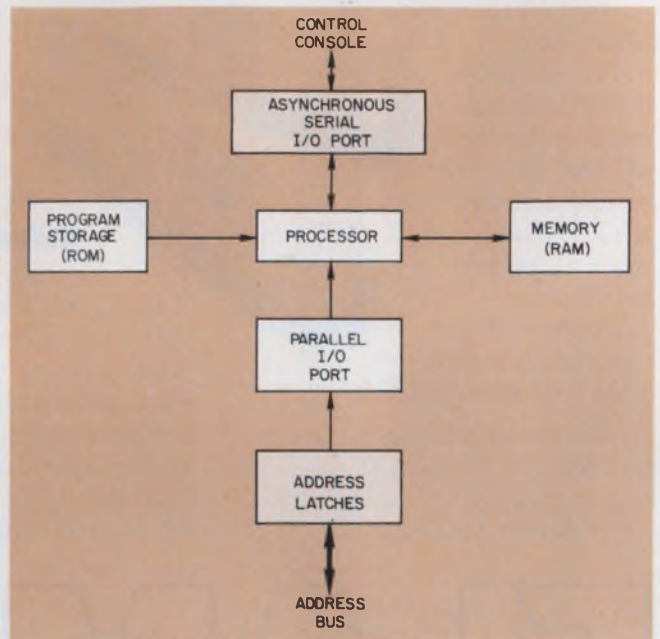 CONTROL
CONSOLE
ASYNCHRONOUS
SERIAL
I/O PORT
PROGRAM
STORAGE
(ROM)
PROCESSOR
MEMORY
(RAM)
PARALLEL
I/O
PORT
ADDRESS
LATCHES
ADDRESS
BUS